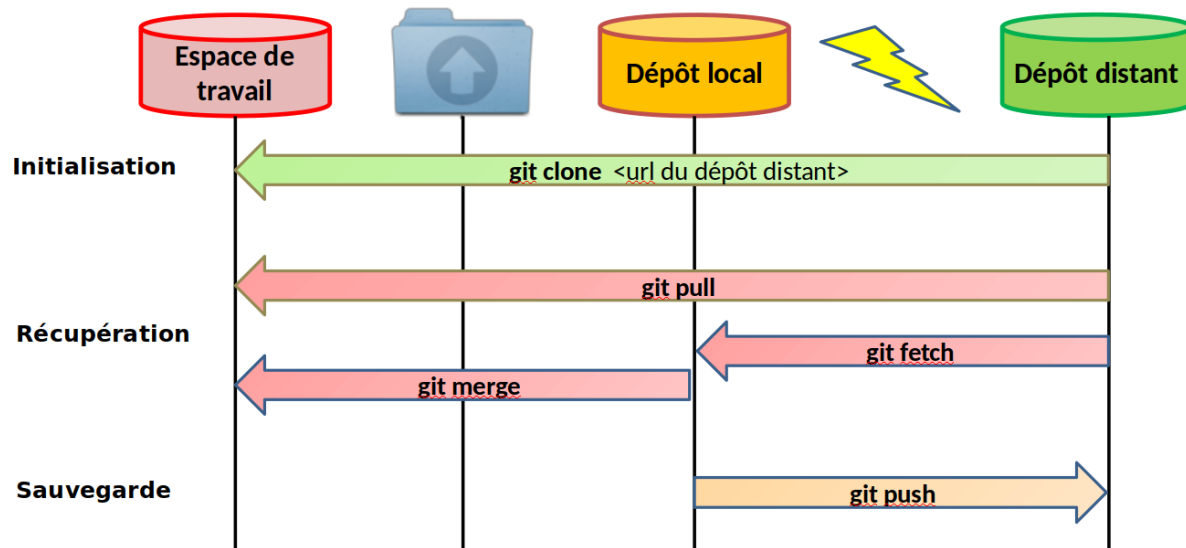 Espace de
travail
Dépôt local
Dépôt distant
Initialisation
git clone <url du dépôt distant>
git pull
Récupération
git fetch
git merge
Sauvegarde
git push